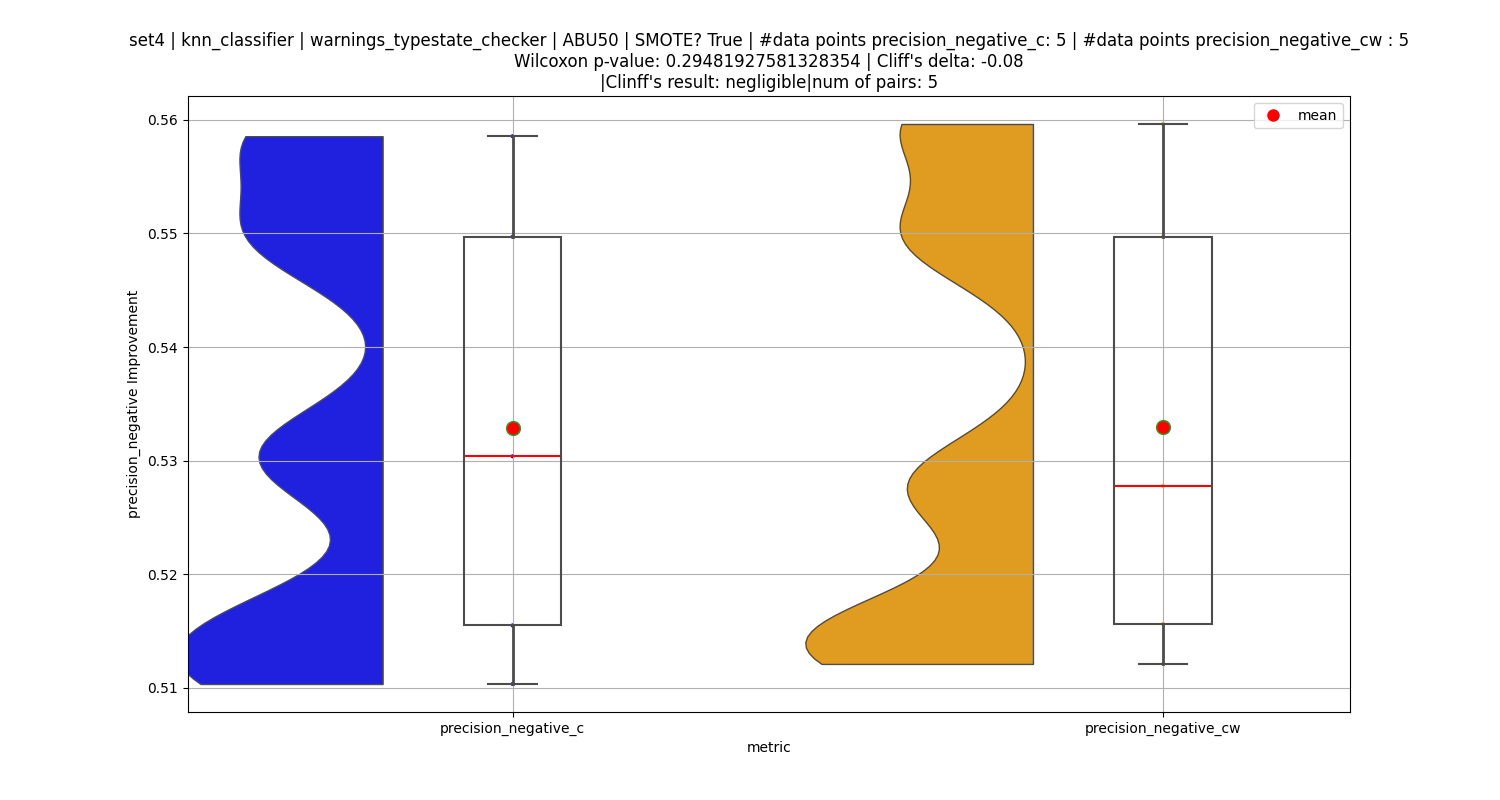 set4 | knn_classifier | warnings_typestate_checker | ABU50 | SMOTE? True | #data points precision_negative_c: 5 | #data points precision_negative_cw : 5
Wilcoxon p-value: 0.29481927581328354 | Cliff's delta: -0.08
|Clinff's result: negligible|num of pairs: 5
mean
0.56
0.55
0.54
0.53
0.52
0.51
precision_negative Improvement
precision_negative_c
precision_negative_cw
metric